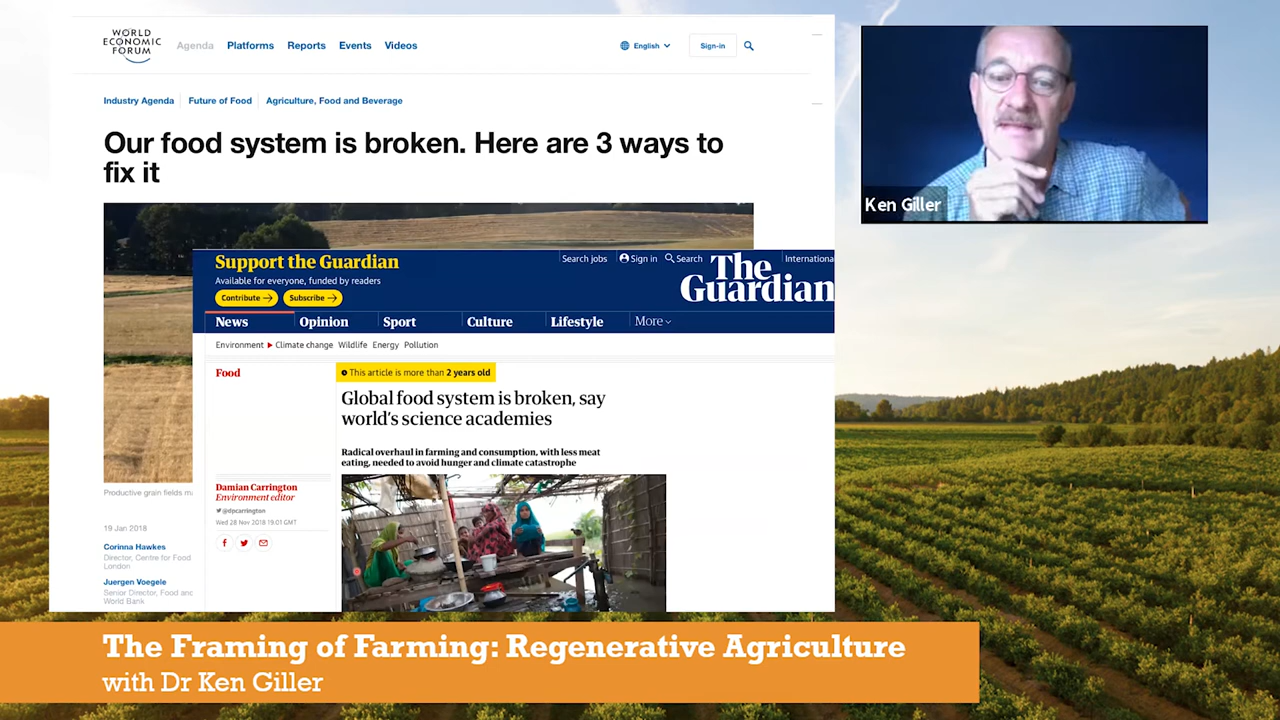 WORLD
ECONOMIC
FORUM
Agenda Platforms Reports Events Videos
English
Sign-in
Industry Agenda Future of Food Agriculture, Food and Beverage
Our food system is broken. Here are 3 ways to
fix it
Ken Giller
Support the Guardian
Available for everyone, funded by readers
Contribute → Subscribe →
Search jobs Sign in Search International
The
Guardian
News Opinion Sport Culture Lifestyle More
Environment Climate change Wildlife Energy Pollution
Food
This article is more than 2 years old
Global food system is broken, say
world's science academies
Radical overhaul in farming and consumption, with less meat
eating, needed to avoid hunger and climate catastrophe
Productive grain fields
19 Jan 2018
Corinna Hawkes
Director, Centre for Food
London
Juergen Voegele
Senior Director, Food and
World Bank
Damian Carrington
Environment editor
@dpcarrington
Wed 28 Nov 2018 19.01 GMT
The Framing of Farming: Regenerative Agriculture
with Dr Ken Giller